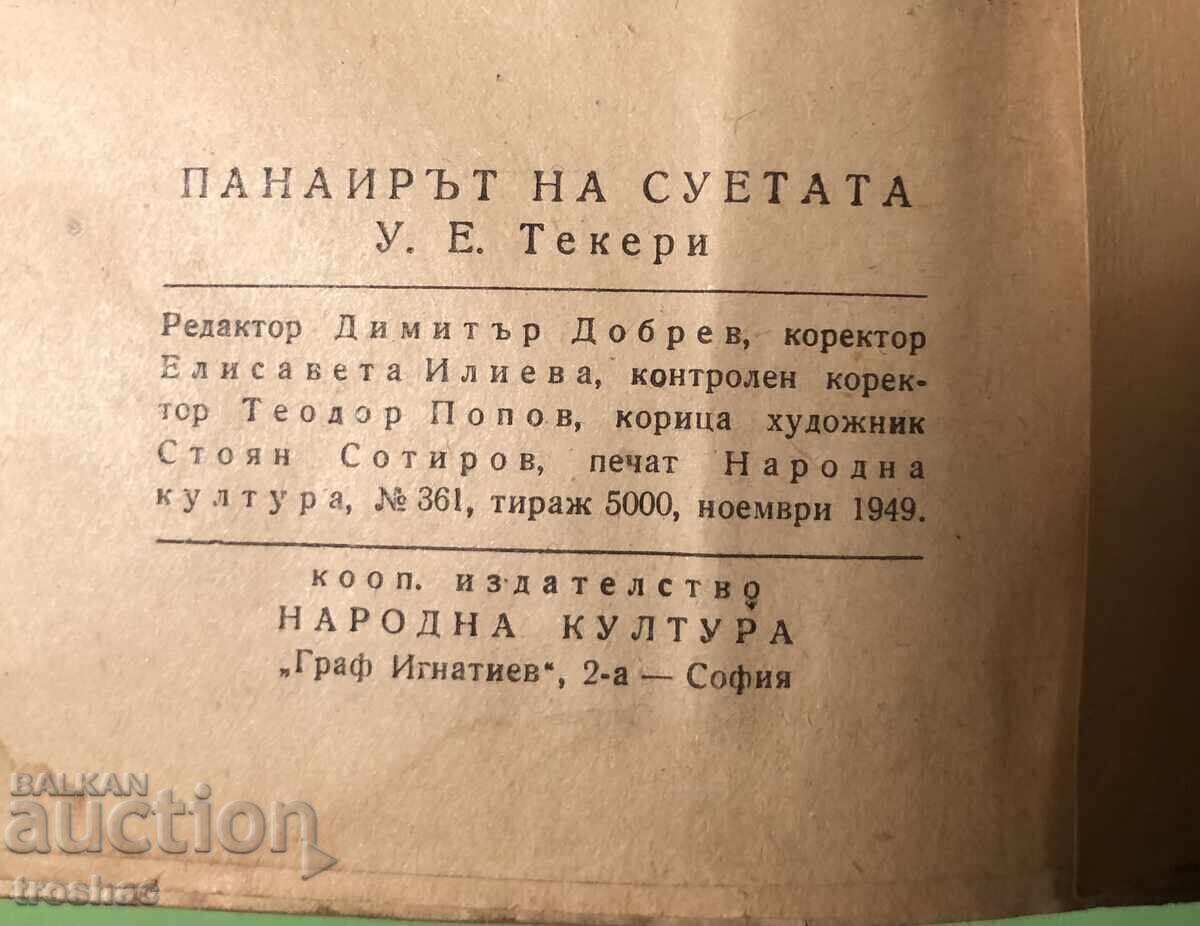 ПАНАИРЪТ НА СУЕТАТА
У. Е. Текери
Редактор Димитър Добрев, коректор
Елисавета Илиева, контролен корек-
тор Теодор Попов, корица художник
Стоян Сотиров, печат Народна
култура, № 361, тираж 5000, ноември 1949.
кооп. издателство
НАРОДНА КУЛТУРА
„Граф Игнатиев“, 2-а — София
BALKAN
auction
troshec